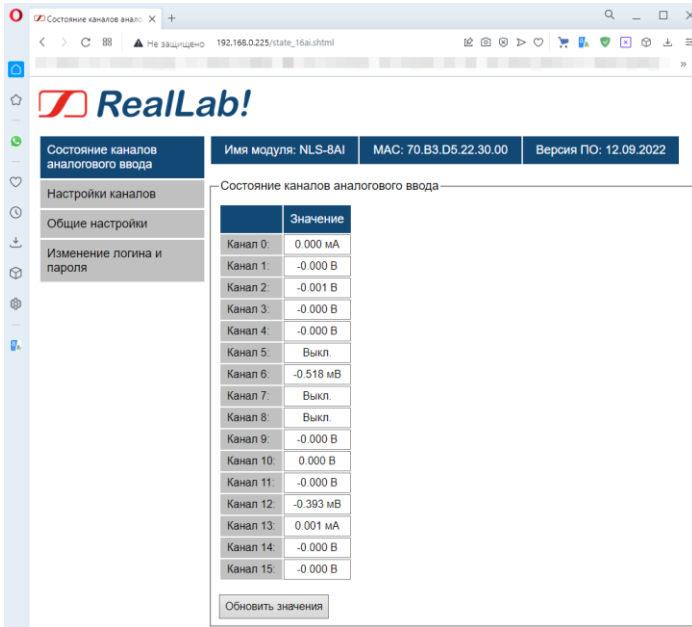 Состояние каналов анало
Не защищено 192.168.0.225/state_16ai.shtml
RealLab!
Состояние каналов
аналогового ввода
Настройки каналов
Общие настройки
Изменение логина и
пароля
Имя модуля: NLS-8AI MAC: 70.B3.D5.22.30.00 Версия ПО: 12.09.2022
Состояние каналов аналогового ввода
Значение
Канал 0: 0.000 мА
Канал 1: -0.000 В
Канал 2: -0.001 В
Канал 3: -0.000 В
Канал 4: -0.000 В
Канал 5: Выкл.
Канал 6: -0.518 мВ
Канал 7: Выкл.
Канал 8: Выкл.
Канал 9: -0.000 В
Канал 10: 0.000 В
Канал 11: -0.000 В
Канал 12: -0.393 мВ
Канал 13: 0.001 мА
Канал 14: -0.000 В
Канал 15: -0.000 В
Обновить значения